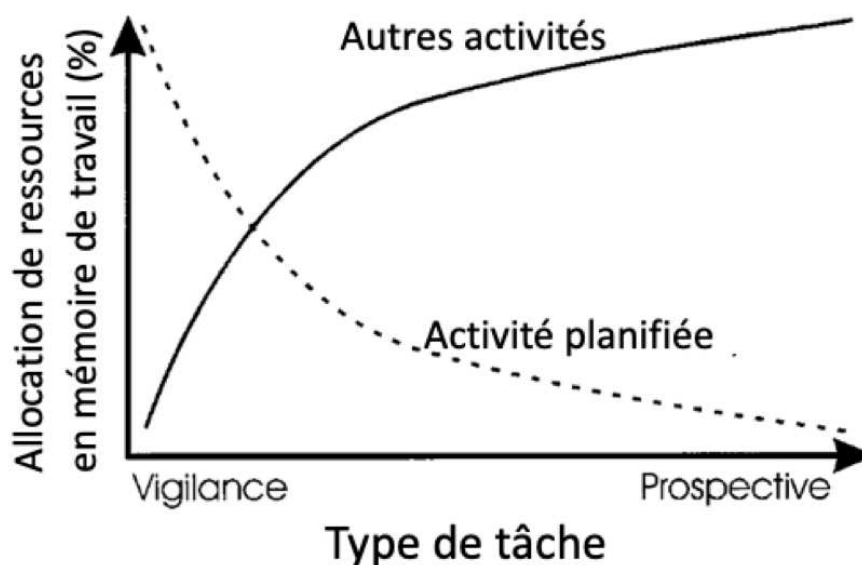 Allocation de ressources
en mémoire de travail (%)
Autres activités
Activité planifiée
Vigilance
Prospective
Type de tâche